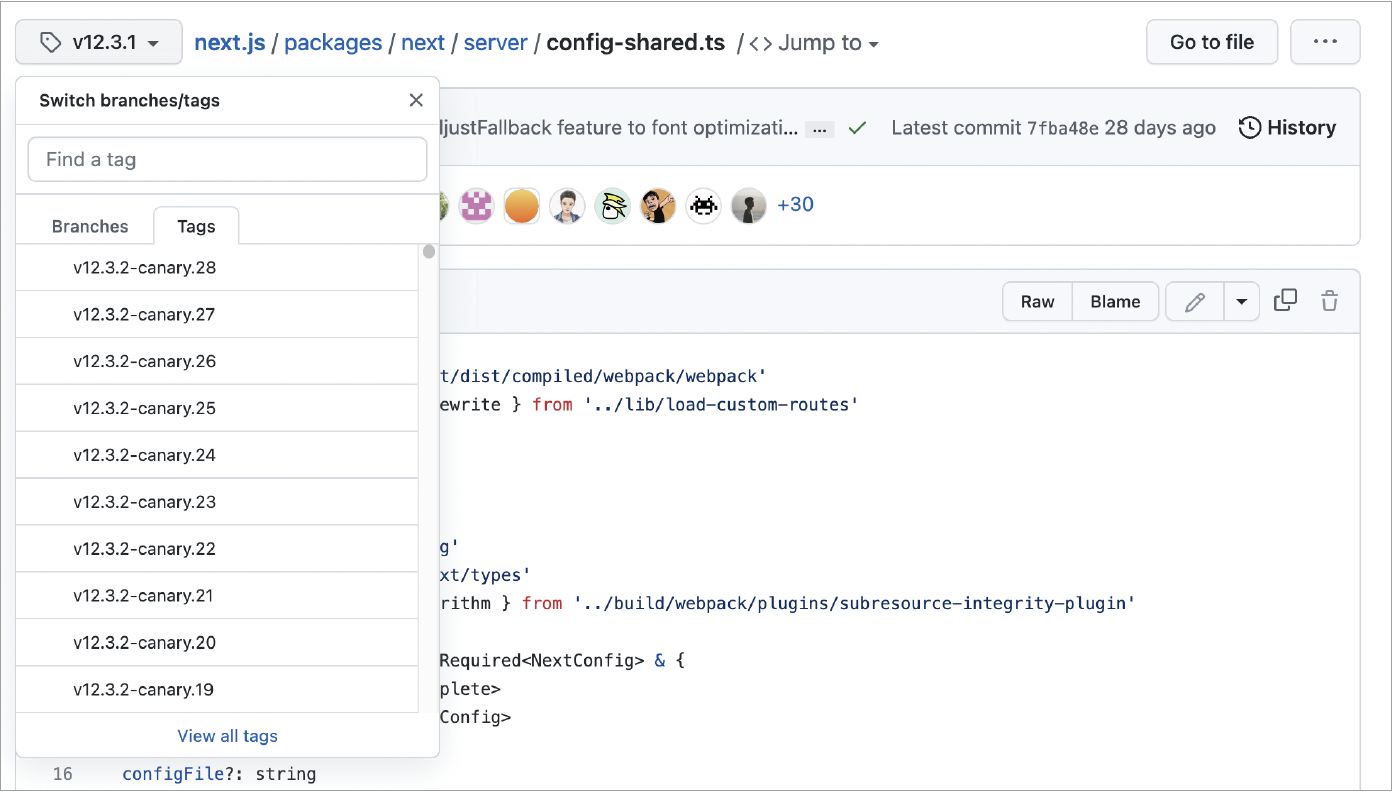 v12.3.1 next.js / packages / next / server / config-shared.ts / <> Jump to Go to file ...
Switch branches/tags
justFallback feature to font optimizati... ... Latest commit 7fba48e 28 days ago History
Find a tag
+30
Branches Tags
v12.3.2-canary.28
Raw Blame
v12.3.2-canary.27
v12.3.2-canary.26
t/dist/compiled/webpack/webpack'
ewrite } from '../lib/load-custom-routes'
v12.3.2-canary.25
v12.3.2-canary.24
v12.3.2-canary.23
v12.3.2-canary.22
g'
xt/types'
v12.3.2-canary.21
rithm } from '../build/webpack/plugins/subresource-integrity-plugin'
v12.3.2-canary.20
Required<NextConfig> & {
v12.3.2-canary.19
plete>
Config>
View all tags
16 configFile?: string